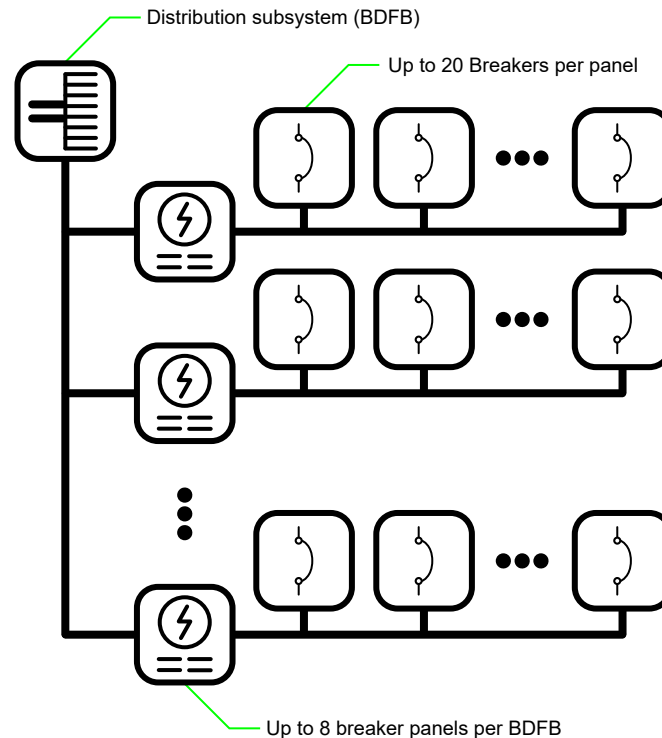 Distribution subsystem (BDFB)
Up to 20 Breakers per panel
Up to 8 breaker panels per BDFB